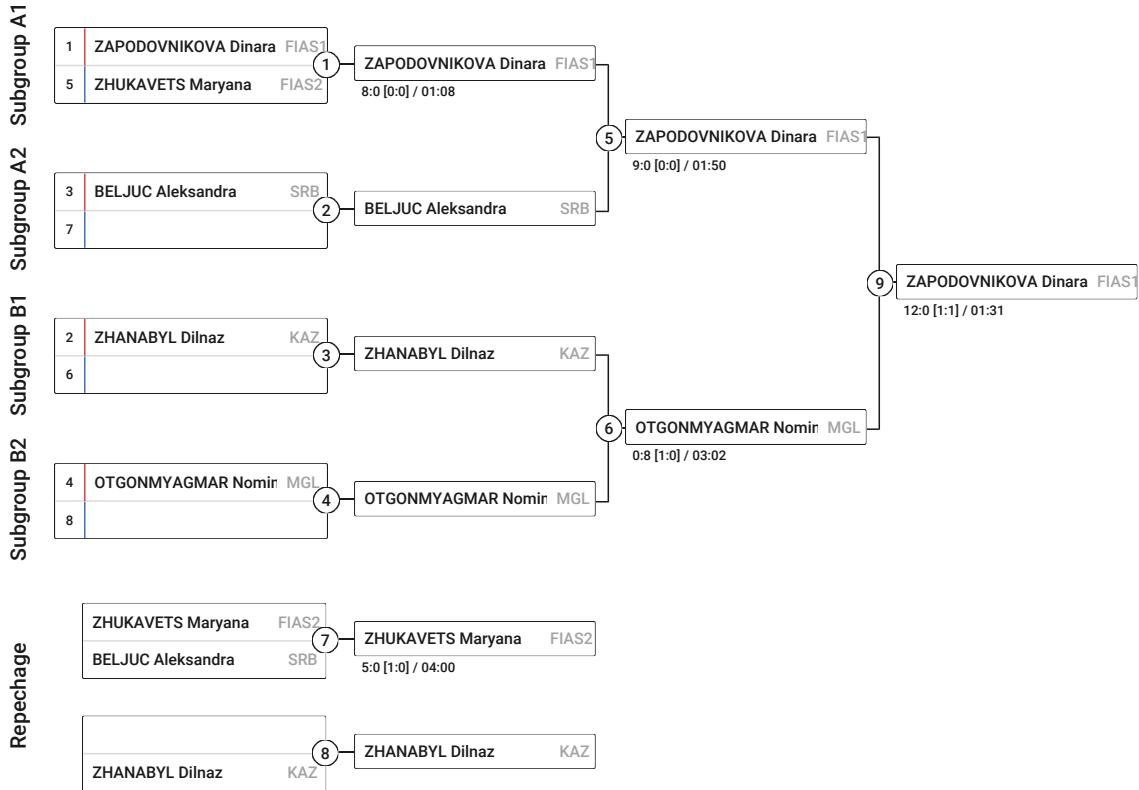 Subgroup A1
1 ZAPODOVNIKOVA Dinara FIAS1
5 ZHUKAVETS Maryana FIAS2
1
ZAPODOVNIKOVA Dinara FIAS1
8:0 [0:0] / 01:08
Subgroup A2
3 BELJUC Aleksandra SRB
7
2
BELJUC Aleksandra SRB
5
ZAPODOVNIKOVA Dinara FIAS1
9:0 [0:0] / 01:50
Subgroup B1
2 ZHANABYL Dilnaz KAZ
6
3
ZHANABYL Dilnaz KAZ
Subgroup B2
4 OTGONMYAGMAR Nomin MGL
8
4
OTGONMYAGMAR Nomin MGL
6
OTGONMYAGMAR Nomin MGL
0:8 [1:0] / 03:02
9
ZAPODOVNIKOVA Dinara FIAS1
12:0 [1:1] / 01:31
Repechage
ZHUKAVETS Maryana FIAS2
BELJUC Aleksandra SRB
7
ZHUKAVETS Maryana FIAS2
5:0 [1:0] / 04:00
ZHANABYL Dilnaz KAZ
8
ZHANABYL Dilnaz KAZ